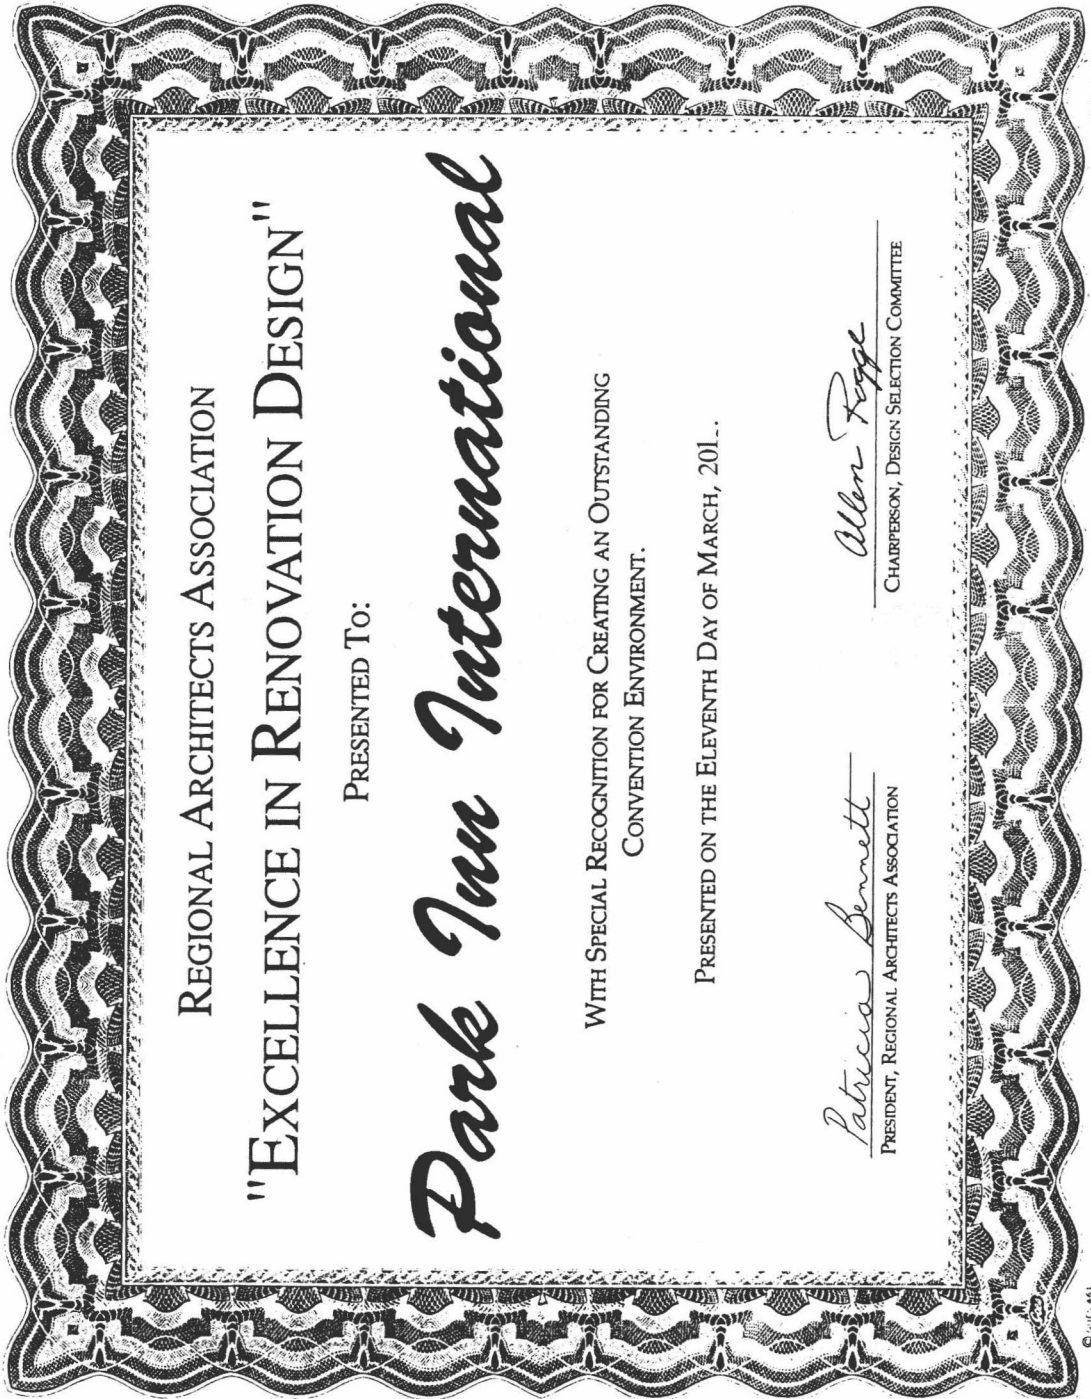 REGIONAL ARCHITECTS ASSOCIATION
"EXCELLENCE IN RENOVATION DESIGN"
PRESENTED TO:
Park Inn International
WITH SPECIAL RECOGNITION FOR CREATING AN OUTSTANDING
CONVENTION ENVIRONMENT.
PRESENTED ON THE ELEVENTH DAY OF MARCH, 201_.
Patricia Bennett
PRESIDENT, REGIONAL ARCHITECTS ASSOCIATION
Allen
CHAIRPERSON, DESIGN SELECTION COMMITTEE